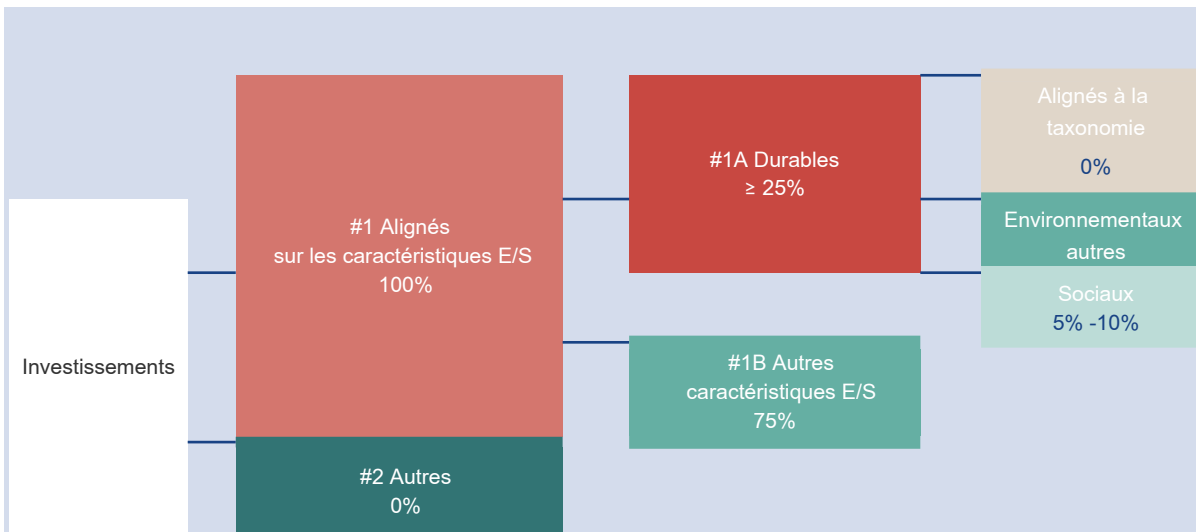 Investissements
#1 Alignés
sur les caractéristiques E/S
100%
#2 Autres
0%
#1A Durables
≥ 25%
#1B Autres
caractéristiques E/S
75%
Alignés à la
taxonomie
0%
Environnementaux
autres
Sociaux
5% -10%